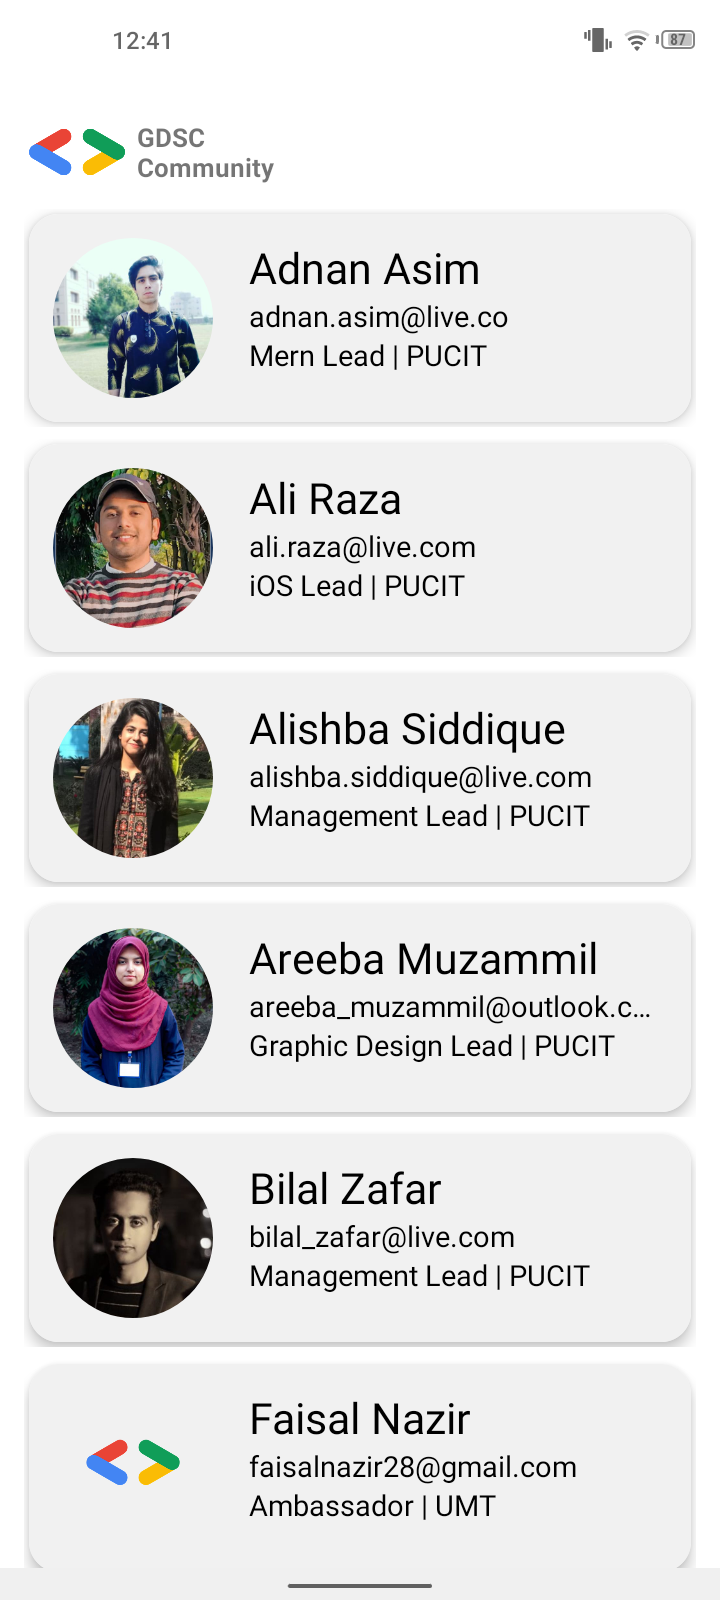 12:41
87
GDSC
Community
Adnan Asim
adnan.asim@live.co
Mern Lead | PUCIT
Ali Raza
ali.raza@live.com
iOS Lead | PUCIT
Alishba Siddique
alishba.siddique@live.com
Management Lead | PUCIT
Areeba Muzammil
areeba_muzammil@outlook.c...
Graphic Design Lead | PUCIT
Bilal Zafar
bilal_zafar@live.com
Management Lead | PUCIT
Faisal Nazir
faisalnazir28@gmail.com
Ambassador | UMT